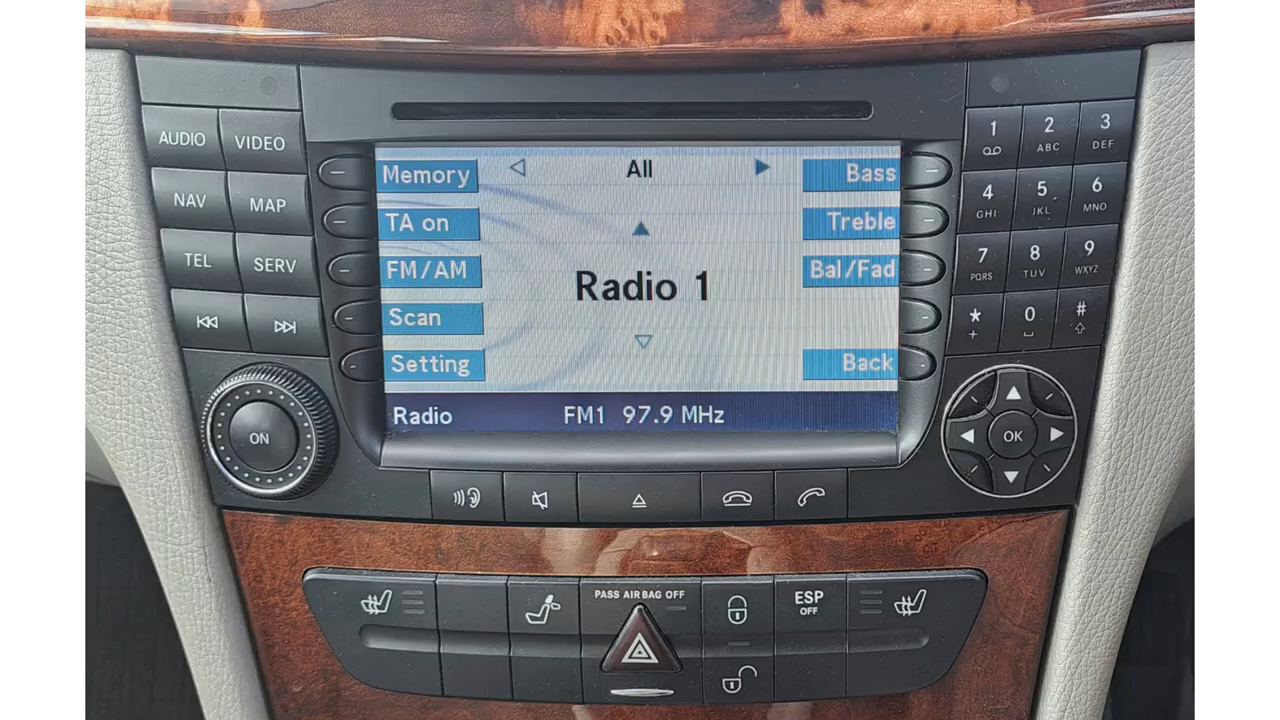 AUDIO VIDEO
NAV MAP
TEL SERV
ON
Memory All Bass
TA on Treble
FM/AM Bal/Fad
Radio 1
Scan
Setting Back
Radio FM1 97.9 MHz
1 2 ABC 3 DEF
4 GHI 5 JKL 6 MNO
7 PQRS 8 TUV 9 WXYZ
* + 0 #
OK
PASS AIR BAG OFF
ESP
OFF